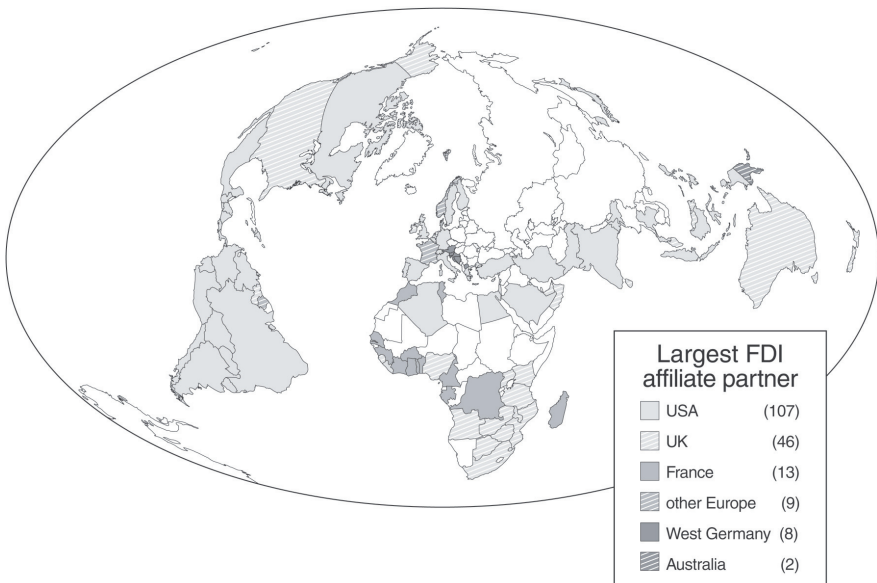 Largest FDI
affiliate partner
USA (107)
UK (46)
France (13)
other Europe (9)
West Germany (8)
Australia (2)